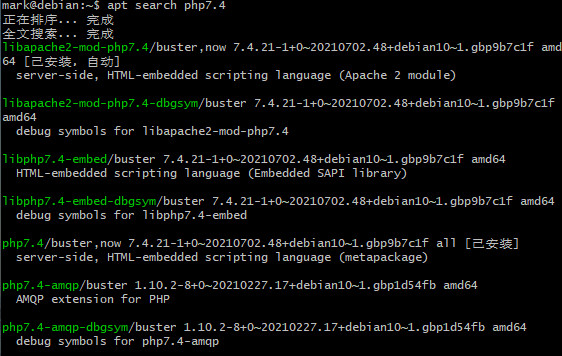 mark@debian:~$ apt search php7.4
正在排序... 完成
全文搜索... 完成
libapache2-mod-php7.4/buster,now 7.4.21-1+0~20210702.48+debian10~1.gbp9b7c1f amd
64 [已安装，自动]
  server-side, HTML-embedded scripting language (Apache 2 module)
libapache2-mod-php7.4-dbgsym/buster 7.4.21-1+0~20210702.48+debian10~1.gbp9b7c1f
amd64
  debug symbols for libapache2-mod-php7.4
libphp7.4-embed/buster 7.4.21-1+0~20210702.48+debian10~1.gbp9b7c1f amd64
  HTML-embedded scripting language (Embedded SAPI library)
libphp7.4-embed-dbgsym/buster 7.4.21-1+0~20210702.48+debian10~1.gbp9b7c1f amd64
  debug symbols for libphp7.4-embed
php7.4/buster,now 7.4.21-1+0~20210702.48+debian10~1.gbp9b7c1f all [已安装]
  server-side, HTML-embedded scripting language (metapackage)
php7.4-amqp/buster 1.10.2-8+0~20210227.17+debian10~1.gbp1d54fb amd64
  AMQP extension for PHP
php7.4-amqp-dbgsym/buster 1.10.2-8+0~20210227.17+debian10~1.gbp1d54fb amd64
  debug symbols for php7.4-amqp